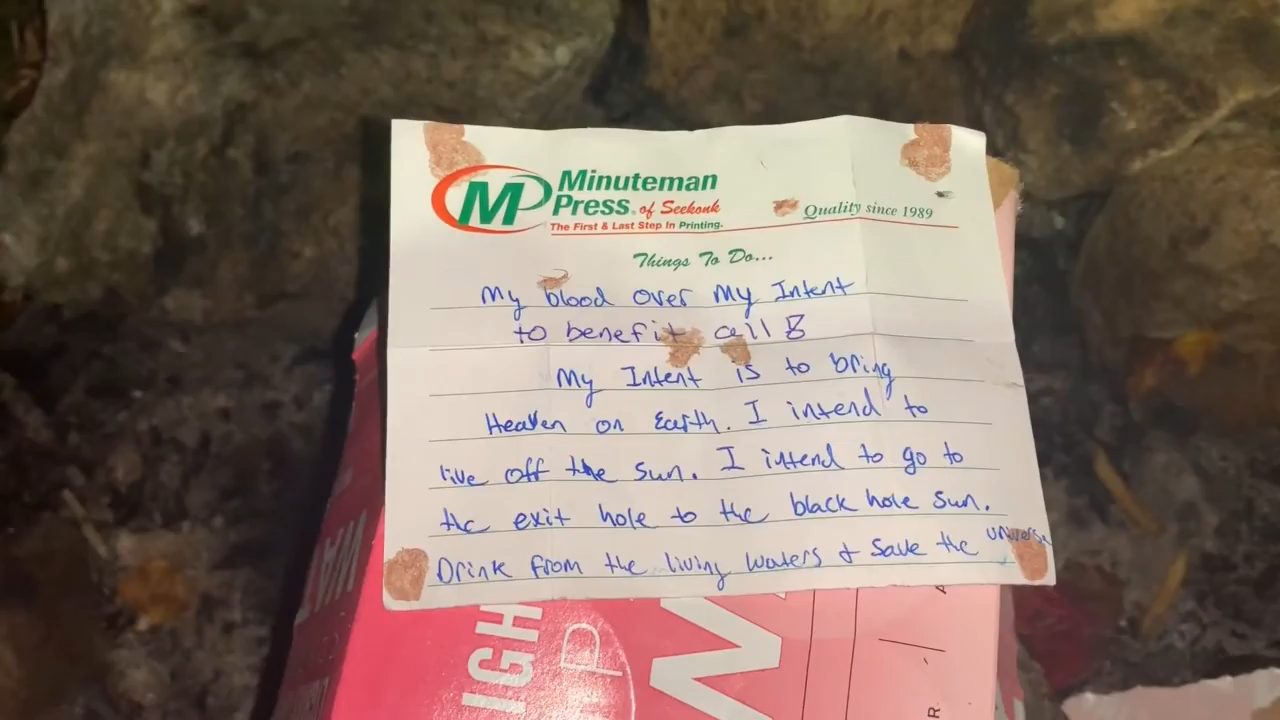 Minuteman
Press of Seekonk
The First & Last Step In Printing.
Quality since 1989
Things To Do...
My blood over My Intent
to benefit all
My Intent is to bring
Heaven on Earth. I intend to
live off the sun. I intend to go to
the exit hole to the black hole sun.
Drink from the living waters & Save the universe
IGH
WAT